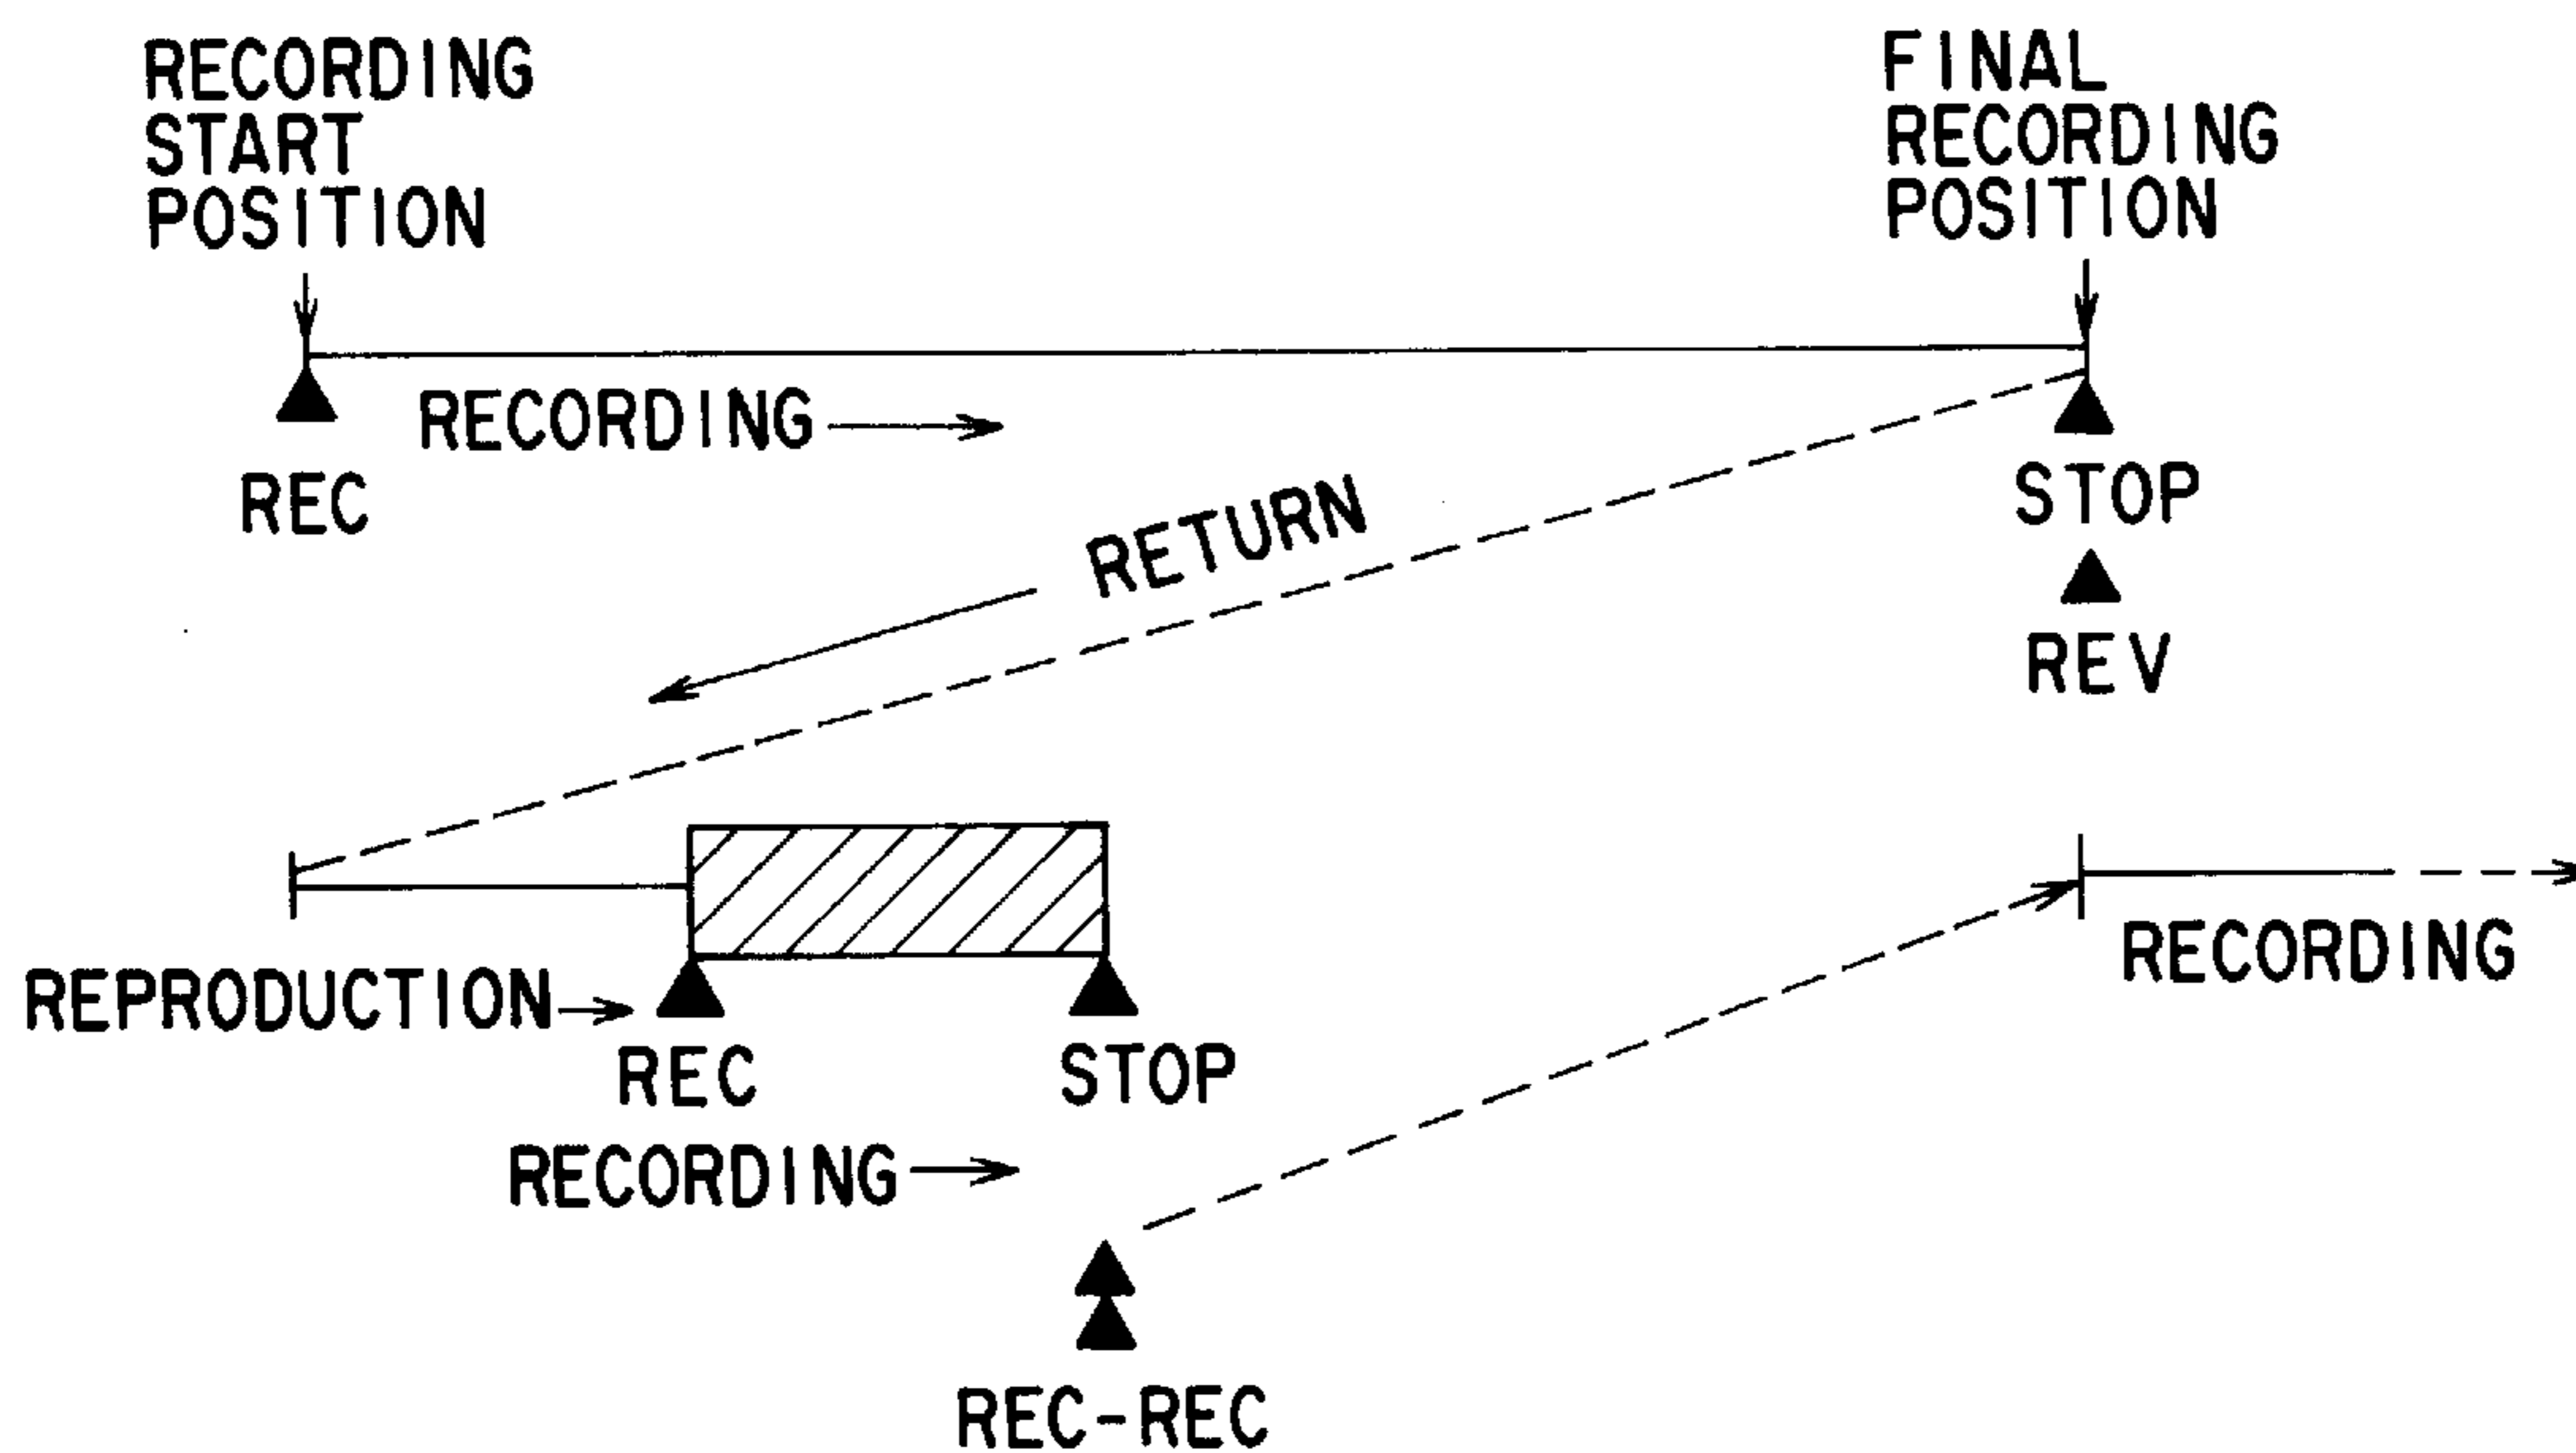 RECORDING
START
POSITION
FINAL
RECORDING
POSITION
RECORDING
REC
STOP
RETURN
REV
REPRODUCTION
RECORDING
REC
STOP
RECORDING
REC-REC